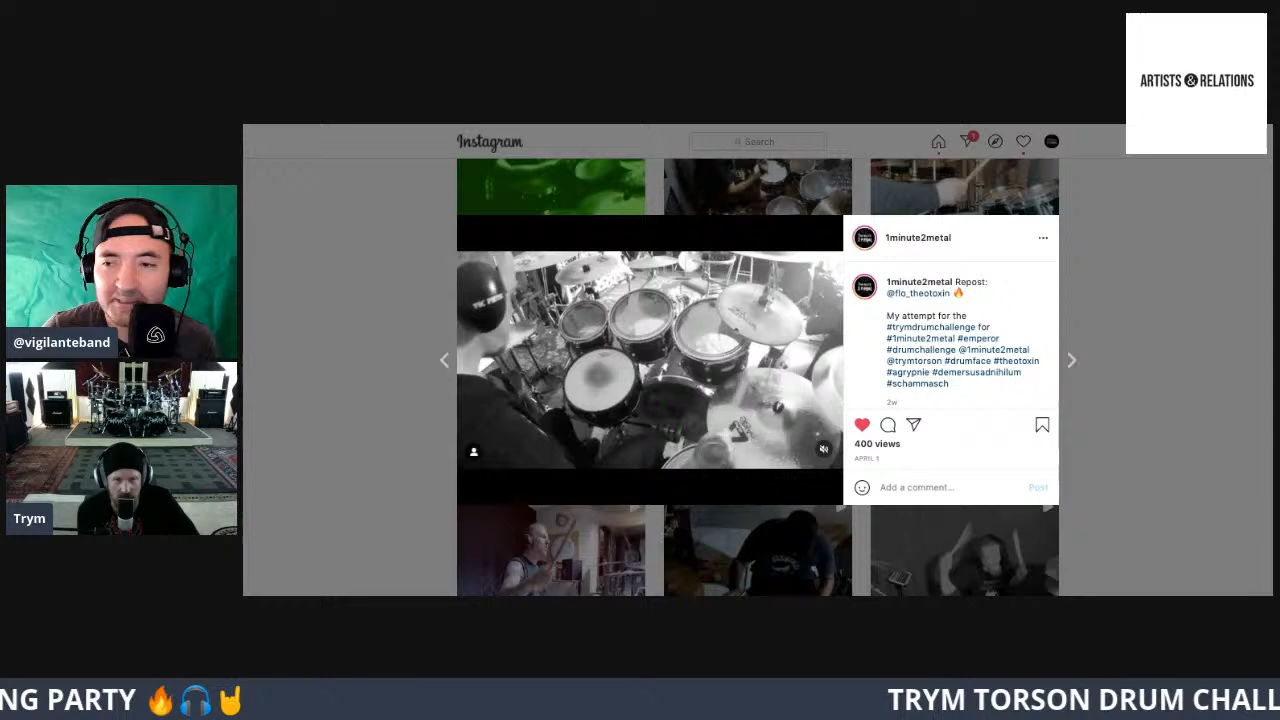 ARTISTS & RELATIONS
Instagram
Search
1
@vigilanteband
Trym
1minute2metal
1minute2metal Repost:
@flo_theotoxin 🔥
My attempt for the
#trymdrumchallenge for
#1minute2metal #emperor
#drumchallenge @1minute2metal
@trymtorson #drumface #theotoxin
#agrypnie #demersusadnihilum
#schammasch
2w
400 views
APRIL 1
Add a comment... Post
NG PARTY 🔥🎧🤘 TRYM TORSON DRUM CHALL